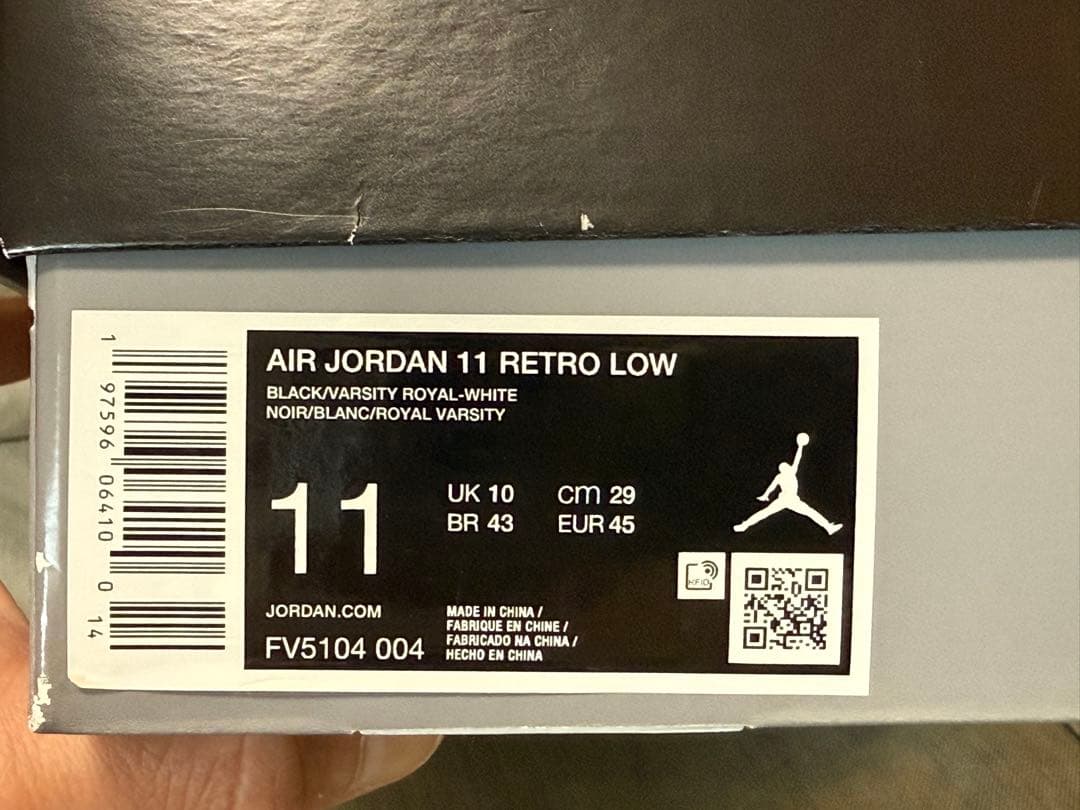 1 97596 06410 0 14
AIR JORDAN 11 RETRO LOW
BLACK/VARSITY ROYAL-WHITE
NOIR/BLANC/ROYAL VARSITY
11
UK 10 cm 29
BR 43 EUR 45
RFID
JORDAN.COM
FV5104 004
MADE IN CHINA /
FABRIQUE EN CHINE /
FABRICADO NA CHINA /
HECHO EN CHINA